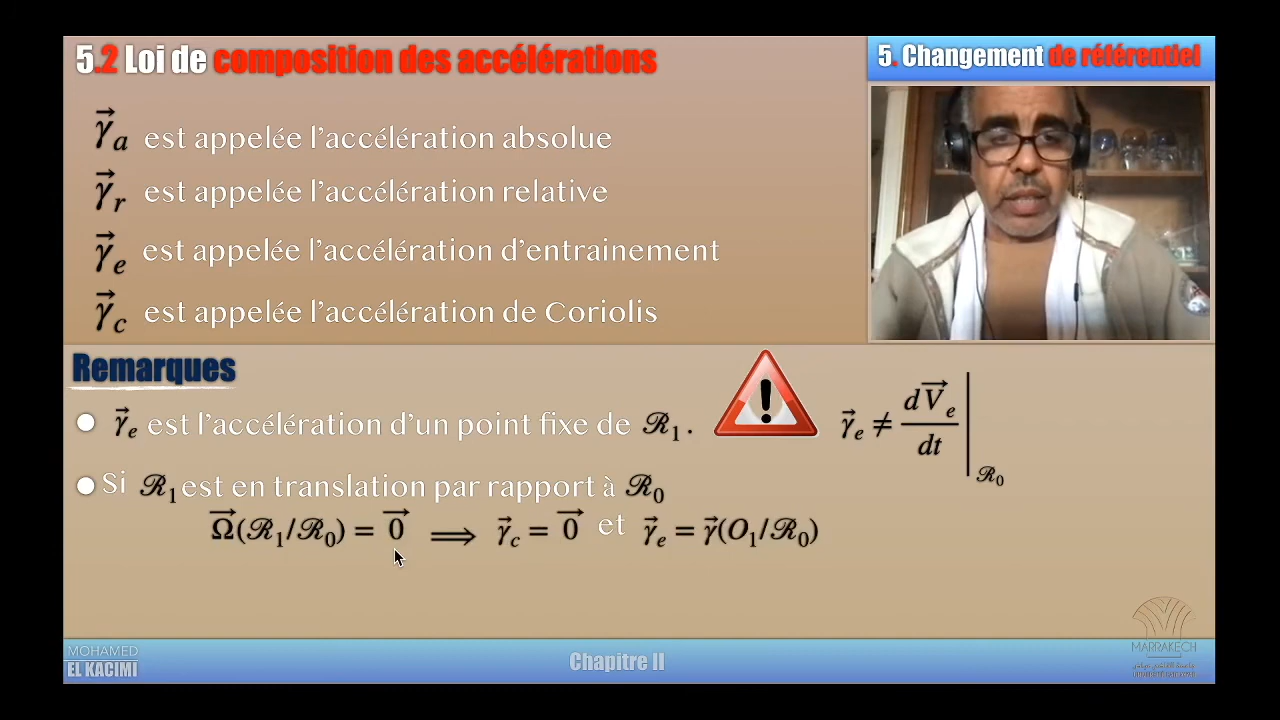 5.2 Loi de composition des accélérations
5. Changement de référentiel
γ⃗ₐ est appelée l'accélération absolue
γ⃗ᵣ est appelée l'accélération relative
γ⃗ₑ est appelée l'accélération d'entrainement
γ⃗_c est appelée l'accélération de Coriolis
Remarques
γ⃗ₑ est l'accélération d'un point fixe de ℛ₁. ! γ⃗ₑ ≠ dV⃗ₑ/dt|ℛ₀
Si ℛ₁ est en translation par rapport à ℛ₀
Ω⃗(ℛ₁/ℛ₀) = 0⃗ ⟹ γ⃗_c = 0⃗ et γ⃗ₑ = γ⃗(O₁/ℛ₀)
MOHAMED
EL KACIMI
Chapitre II
MARRAKECH